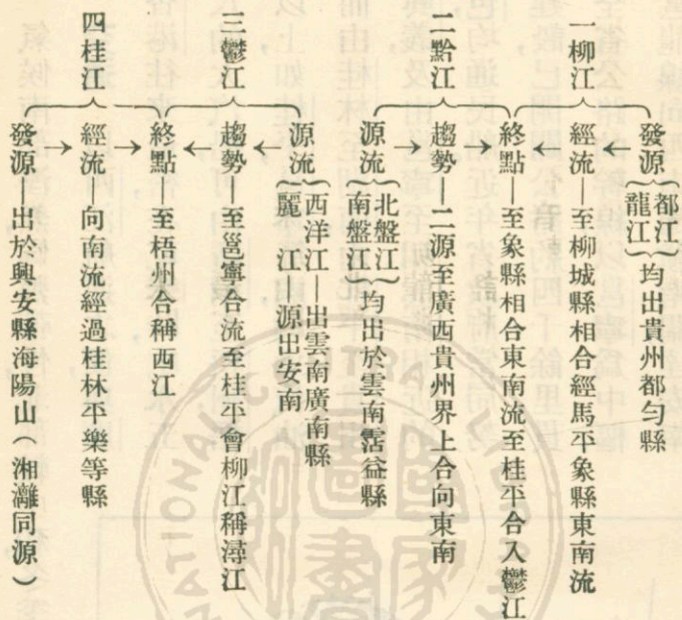 一柳江
發源{都江 龍江}均出貴州都勻縣
經流—至柳城縣相合經馬平象縣東南流
終點—至象縣相合東南流至桂平合入鬱江
二黔江
趨勢—二源至廣西貴州界上合向東南
源流{北盤江 南盤江}均出於雲南霑益縣
三鬱江
源流{西洋江—出雲南廣南縣
麗江—源出安南
趨勢—至邕寧合流至桂平會柳江稱潯江
終點—至梧州合稱西江
四桂江
經流—向南流經過桂林平樂等縣
發源—出於興安縣海陽山（湘灕同源）